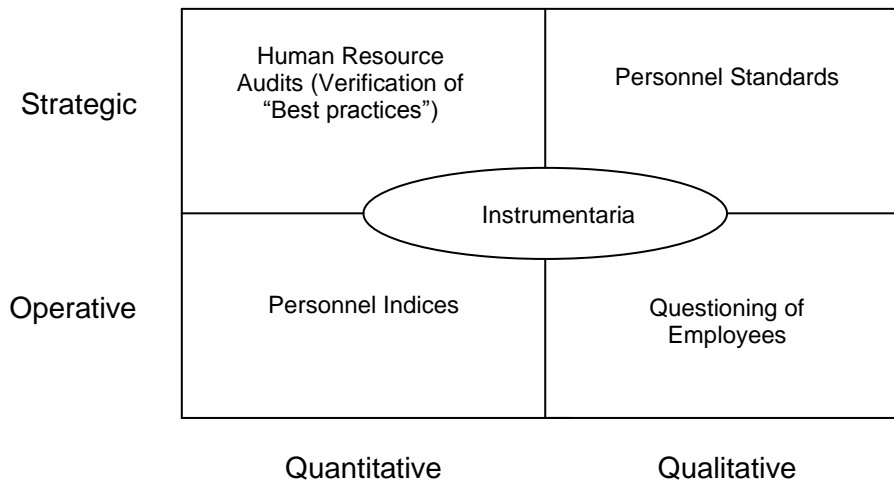 Human Resource
Audits (Verification of
“Best practices”)
Personnel Standards
Strategic
Instrumentaria
Operative
Personnel Indices
Questioning of
Employees
Quantitative
Qualitative